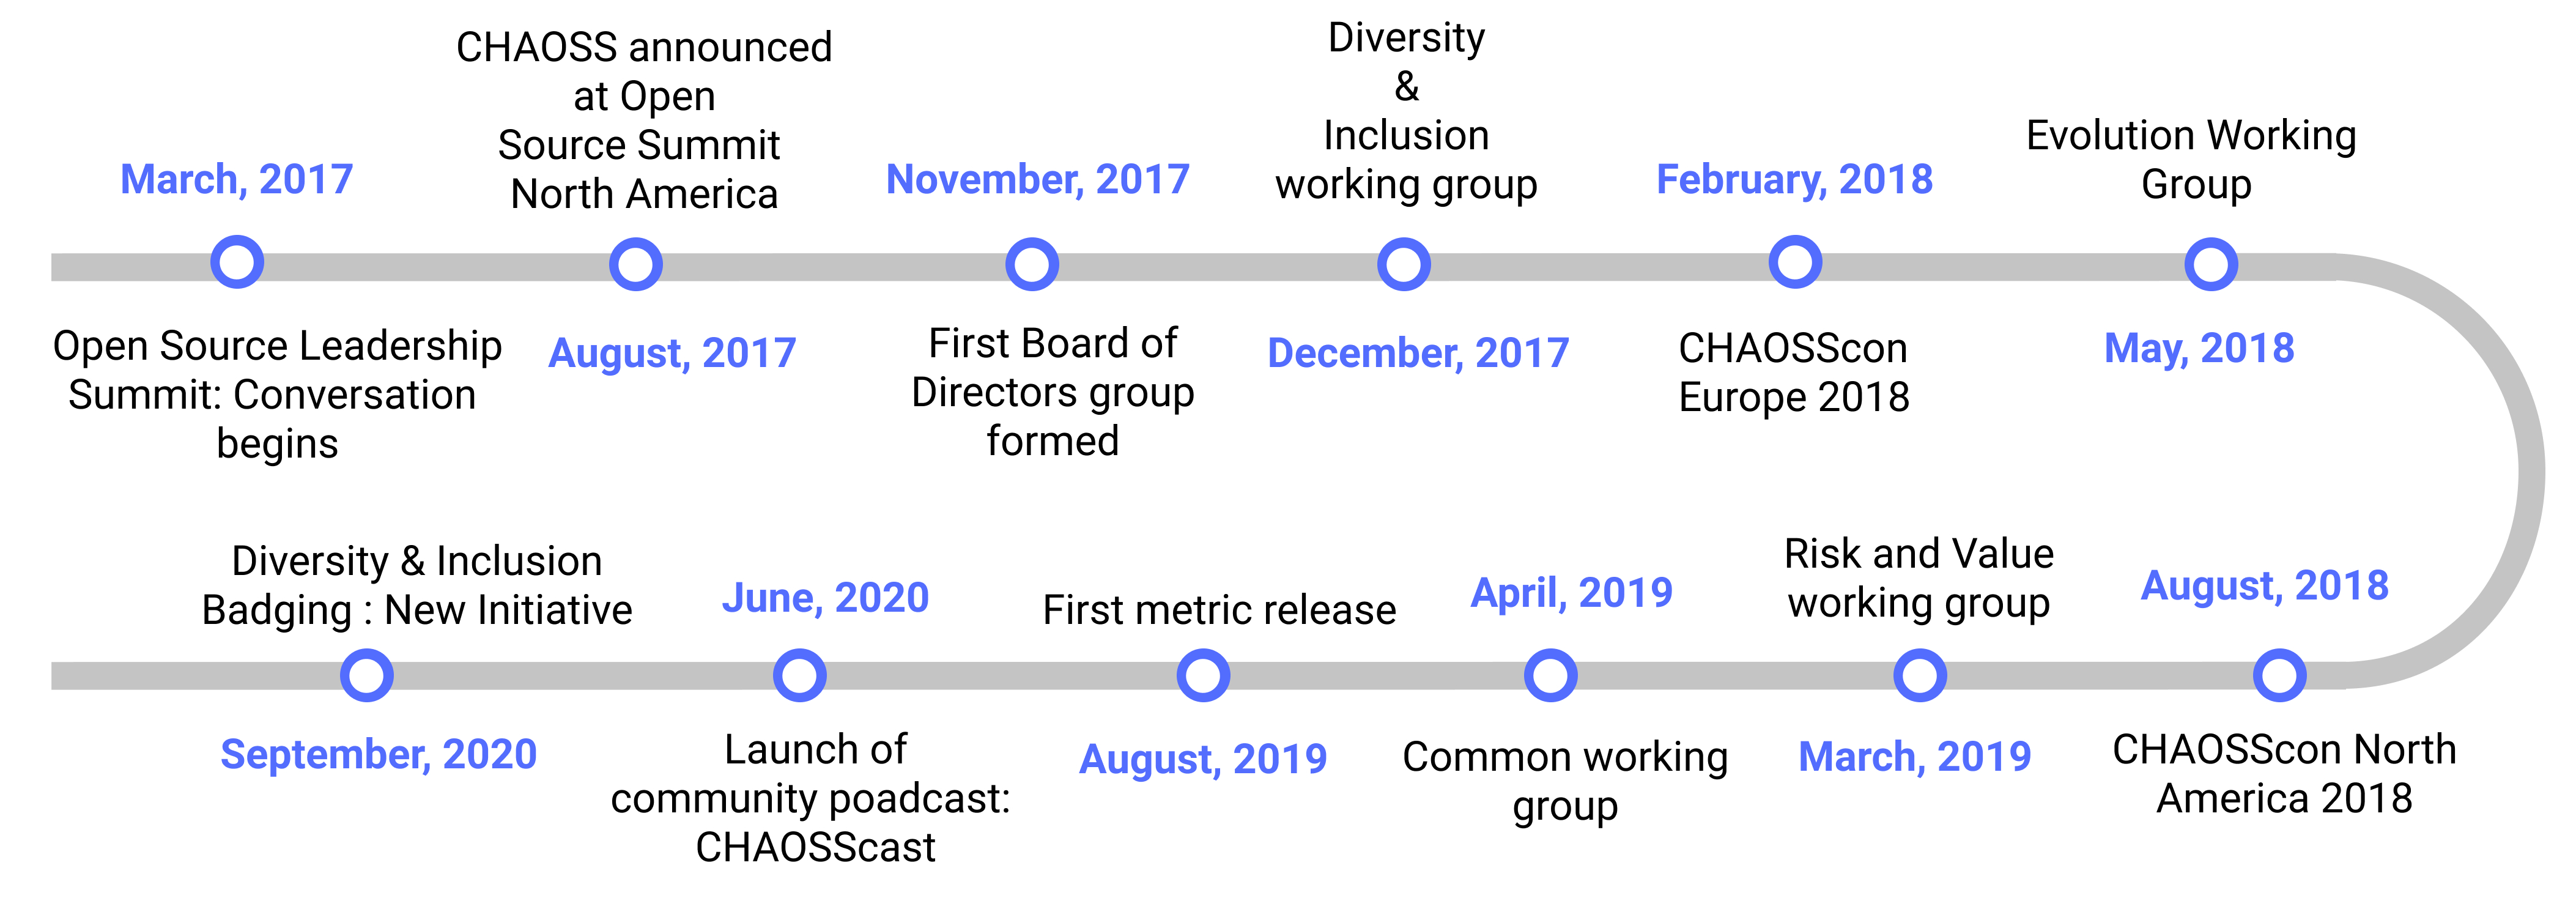 March, 2017
Open Source Leadership
Summit: Conversation
begins
CHAOSS announced
at Open
Source Summit
North America
August, 2017
November, 2017
First Board of
Directors group
formed
Diversity
&
Inclusion
working group
December, 2017
February, 2018
CHAOSScon
Europe 2018
Evolution Working
Group
May, 2018
August, 2018
CHAOSScon North
America 2018
Risk and Value
working group
March, 2019
April, 2019
Common working
group
First metric release
August, 2019
June, 2020
Launch of
community poadcast:
CHAOSScast
Diversity & Inclusion
Badging : New Initiative
September, 2020